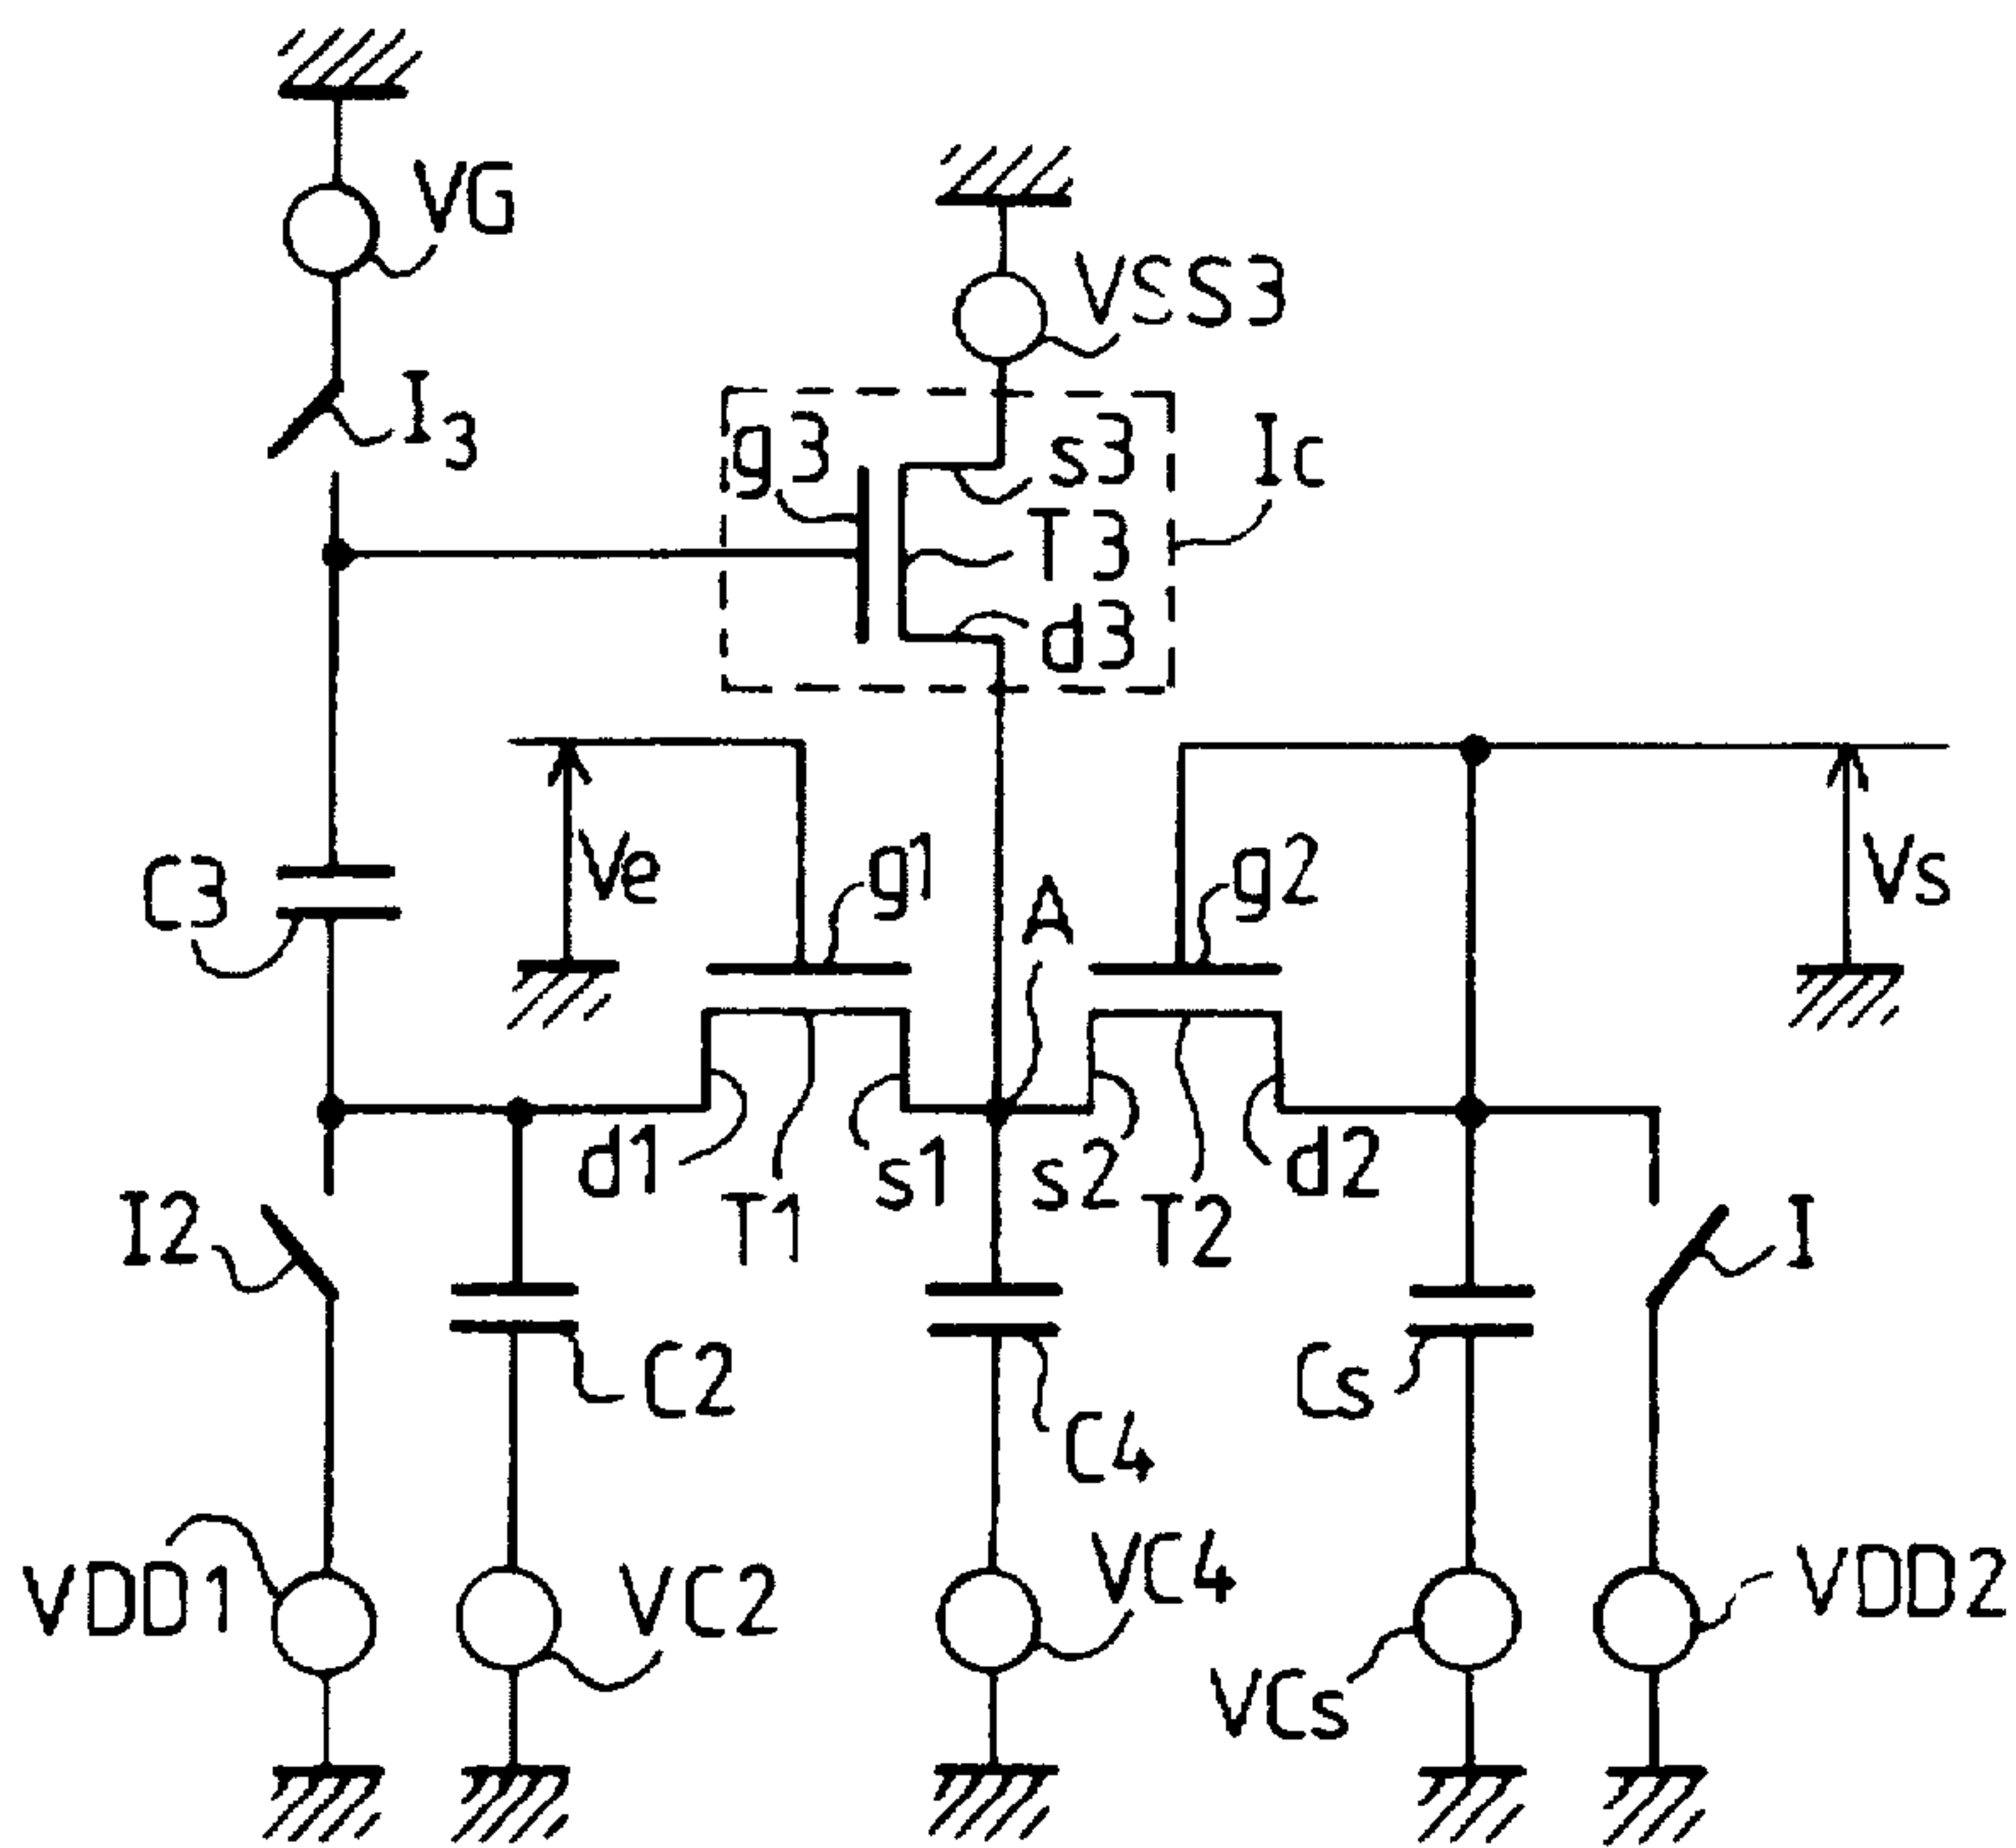 VG
VSS3
I3
g3
s3
Ic
T3
d3
C3
Ve
g1
A
g2
Vs
d1
s1
s2
d2
I2
T1
T2
I
C2
Cs
C4
VDD1
VC2
VC4
VCs
VDD2